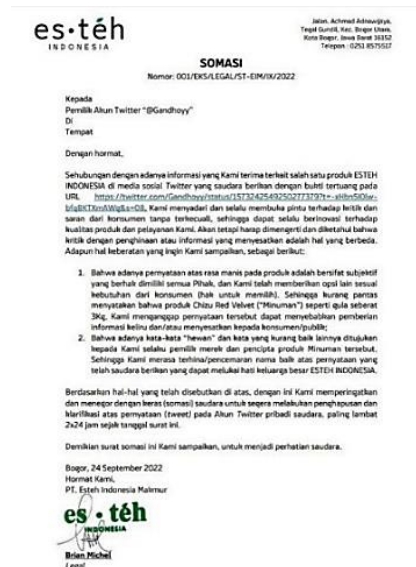 es·teh
INDONESIA
Jalan. Achmad Adnawijaya,
Tegal Gundil, Kec. Bogor Utara,
Kota Bogor, Jawa Barat 16152
Telepon : 0251 8575517
SOMASI
Nomor: 001/EKS/LEGAL/ST-EIM/IX/2022
Kepada
Pemilik Akun Twitter "@Gandhoyy"
Di
Tempat
Dengan hormat,
Sehubungan dengan adanya informasi yang Kami terima terkait salah satu produk ESTEH
INDONESIA di media sosial Twitter yang saudara berikan dengan bukti tertuang pada
URL
Kami menyadari dan selalu membuka pintu terhadap kritik dan
saran dari konsumen tanpa terkecuali, sehingga dapat selalu berinovasi terhadap
kualitas produk dan pelayanan Kami. Akan tetapi harap dimengerti dan diketahui bahwa
kritik dengan penghinaan atau informasi yang menyesatkan adalah hal yang berbeda.
Adapun hal keberatan yang ingin Kami sampaikan, sebagai berikut:
1. Bahwa adanya pernyataan atas rasa manis pada produk adalah bersifat subjektif
yang berhak dimiliki semua Pihak, dan Kami telah memberikan opsi lain sesuai
kebutuhan dari konsumen (hak untuk memilih). Sehingga kurang pantas
menyatakan bahwa produk Chizu Red Velvet ("Minuman") seperti gula seberat
3Kg, Kami menganggap pernyataan tersebut dapat menyebabkan pemberian
informasi keliru dan/atau menyesatkan kepada konsumen/publik;
2. Bahwa adanya kata-kata "hewan" dan kata yang kurang baik lainnya ditujukan
kepada Kami selaku pemilik merek dan pencipta produk Minuman tersebut,
Sehingga Kami merasa terhina/pencemaran nama baik atas pernyataan yang
telah saudara berikan yang dapat melukai hati keluarga besar ESTEH INDONESIA.
Berdasarkan hal-hal yang telah disebutkan di atas, dengan ini Kami memperingatkan
dan menegor dengan keras (somasi) saudara untuk segera melakukan penghapusan dan
klarifikasi atas pernyataan (tweet) pada Akun Twitter pribadi saudara, paling lambat
2x24 jam sejak tanggal surat ini.
Demikian surat somasi ini Kami sampaikan, untuk menjadi perhatian saudara.
Bogor, 24 September 2022
Hormat Kami,
PT. Esteh Indonesia Makmur
es·teh
INDONESIA
Brian Michel
Legal